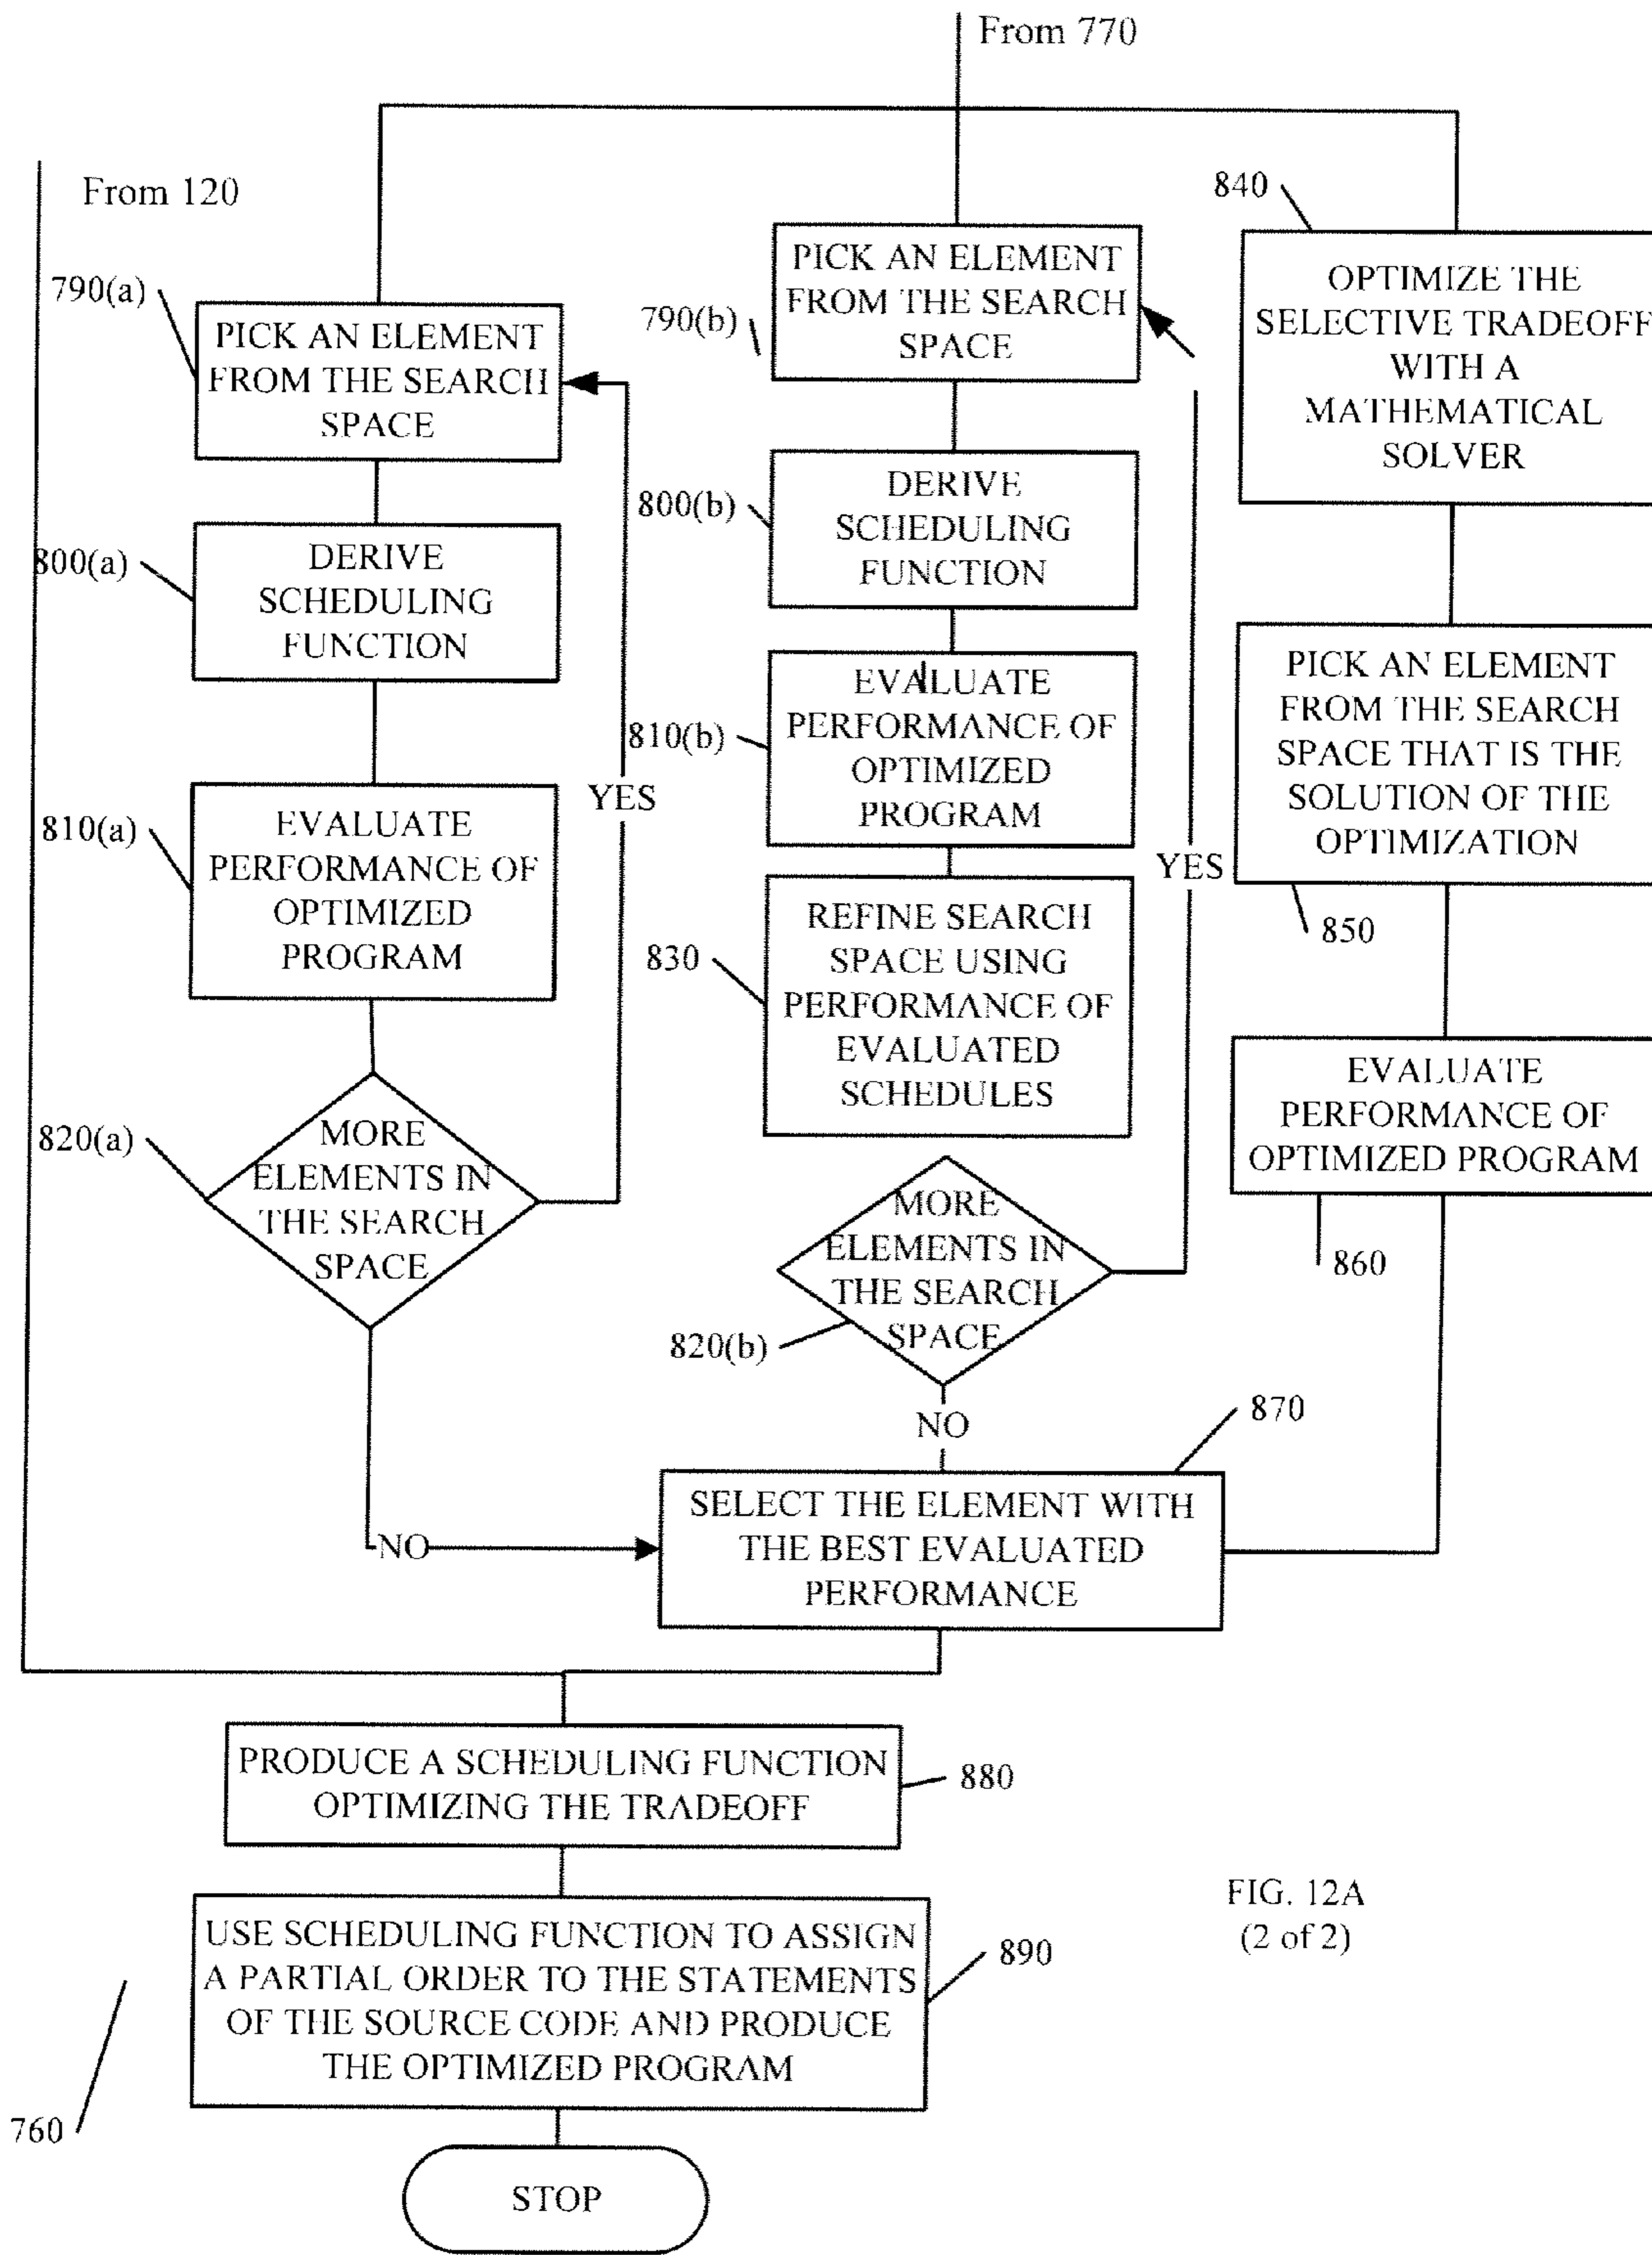 From 770
From 120
790(a)
PICK AN ELEMENT
FROM THE SEARCH
SPACE
800(a)
DERIVE
SCHEDULING
FUNCTION
810(a)
EVALUATE
PERFORMANCE OF
OPTIMIZED
PROGRAM
YES
820(a)
MORE
ELEMENTS IN
THE SEARCH
SPACE
NO
790(b)
PICK AN ELEMENT
FROM THE SEARCH
SPACE
800(b)
DERIVE
SCHEDULING
FUNCTION
810(b)
EVALUATE
PERFORMANCE OF
OPTIMIZED
PROGRAM
YES
830
REFINE SEARCH
SPACE USING
PERFORMANCE OF
EVALUATED
SCHEDULES
820(b)
MORE
ELEMENTS IN
THE SEARCH
SPACE
NO
840
OPTIMIZE THE
SELECTIVE TRADEOFF
WITH A
MATHEMATICAL
SOLVER
PICK AN ELEMENT
FROM THE SEARCH
SPACE THAT IS THE
SOLUTION OF THE
OPTIMIZATION
850
EVALUATE
PERFORMANCE OF
OPTIMIZED PROGRAM
860
870
SELECT THE ELEMENT WITH
THE BEST EVALUATED
PERFORMANCE
PRODUCE A SCHEDULING FUNCTION
OPTIMIZING THE TRADEOFF
880
USE SCHEDULING FUNCTION TO ASSIGN
A PARTIAL ORDER TO THE STATEMENTS
OF THE SOURCE CODE AND PRODUCE
THE OPTIMIZED PROGRAM
890
760
STOP
FIG. 12A
(2 of 2)